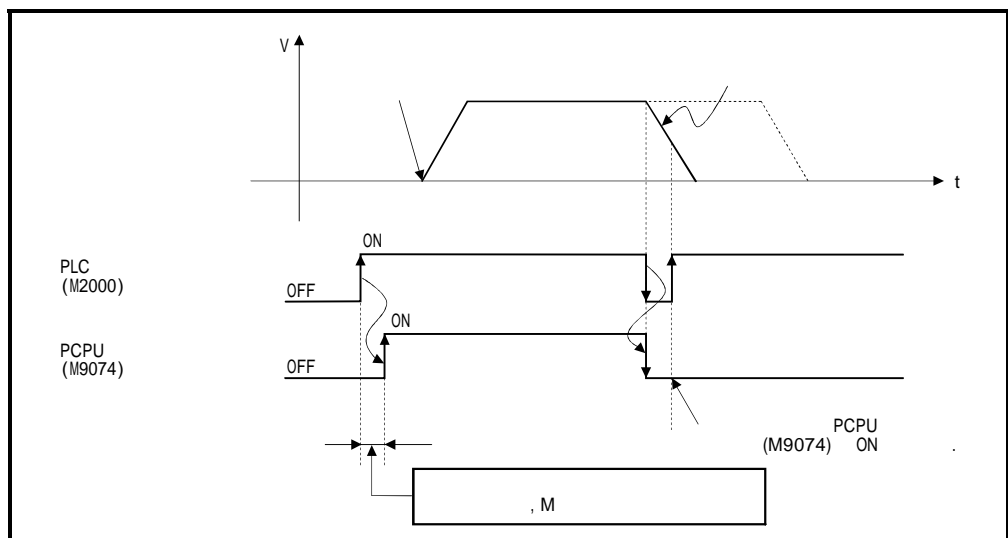 V
t
ON
PLC
(M2000)
OFF
ON
PCPU
(M9074)
OFF
PCPU
(M9074) ON .
, M